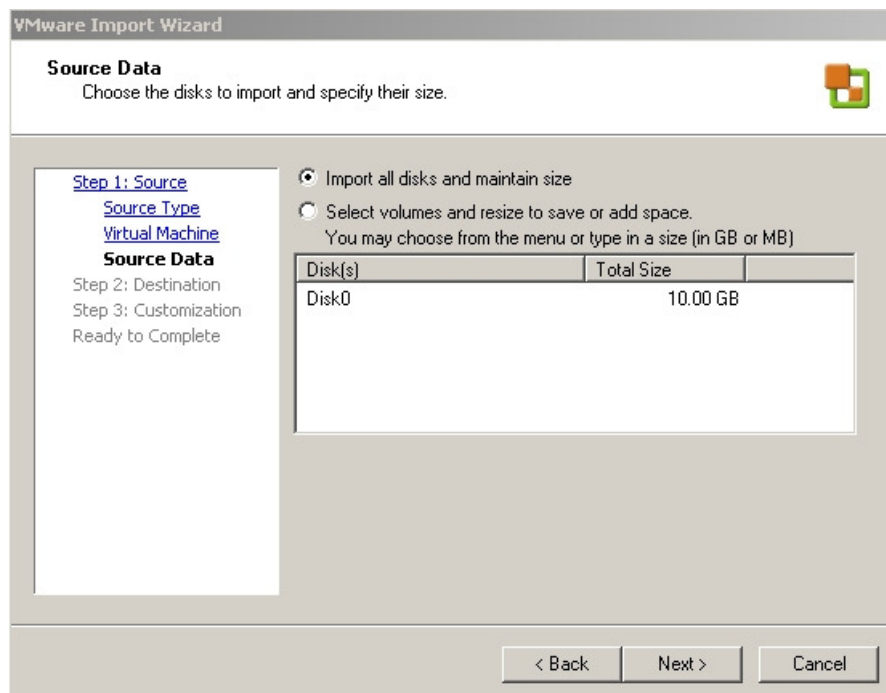 VMware Import Wizard
Source Data
Choose the disks to import and specify their size.
Step 1: Source
Source Type
Virtual Machine
Source Data
Step 2: Destination
Step 3: Customization
Ready to Complete
Import all disks and maintain size
Select volumes and resize to save or add space.
You may choose from the menu or type in a size (in GB or MB)
Disk(s) Total Size
Disk0 10.00 GB
< Back Next > Cancel